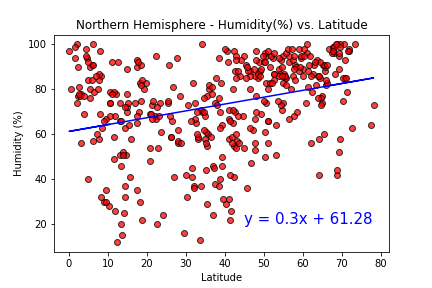 Northern Hemisphere - Humidity(%) vs. Latitude
100
80
60
40
20
Humidity (%)
y = 0.3x + 61.28
0 10 20 30 40 50 60 70 80
Latitude